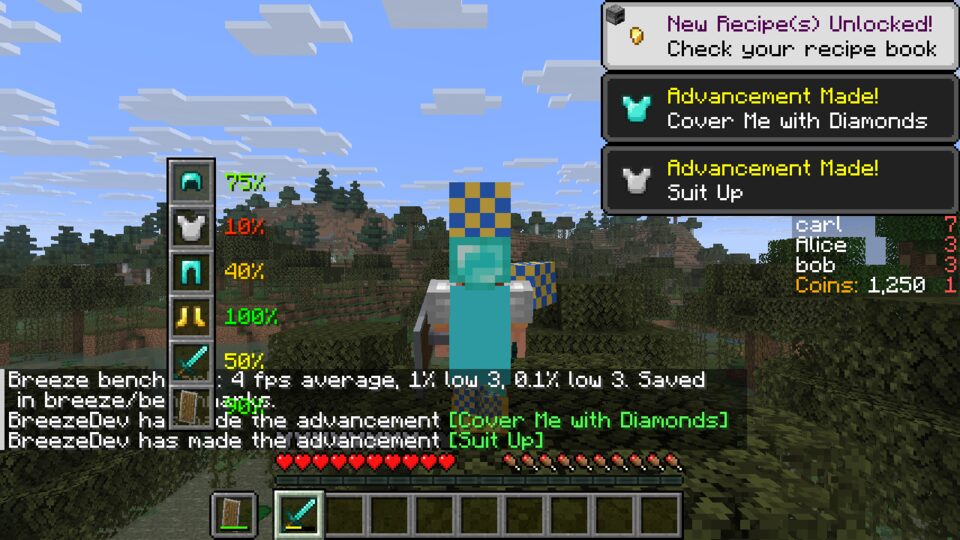 New Recipe(s) Unlocked!
Check your recipe book
Advancement Made!
Cover Me with Diamonds
Advancement Made!
Suit Up
75%
10%
40%
100%
50%
90%
carl 7
Alice 3
bob 3
Coins: 1,250 1
Breeze bench : 4 fps average, 1% low 3, 0.1% low 3. Saved
in breeze/be marks.
BreezeDev ha de the advancement [Cover Me with Diamonds]
BreezeDev has made the advancement [Suit Up]